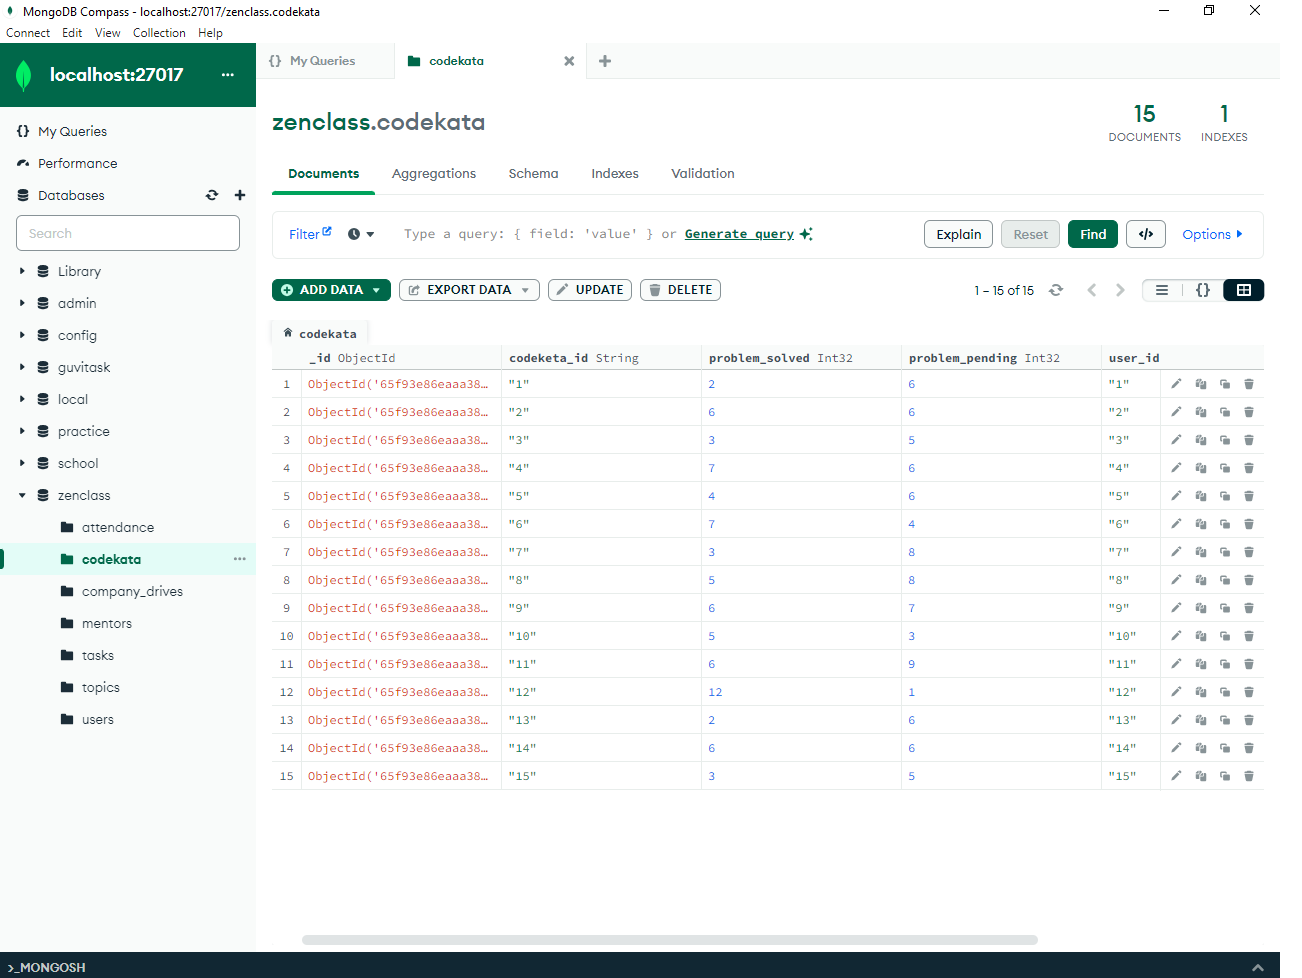 MongoDB Compass - localhost:27017/zenclass.codekata
Connect Edit View Collection Help
localhost:27017 ...
{} My Queries
codekata
{} My Queries
Performance
Databases
Search
Library
admin
config
guvitask
local
practice
school
zenclass
attendance
codekata
company_drives
mentors
tasks
topics
users
zenclass.codekata
15 DOCUMENTS
1 INDEXES
Documents Aggregations Schema Indexes Validation
Filter Type a query: { field: 'value' } or Generate query Explain Reset Find </> Options
ADD DATA EXPORT DATA UPDATE DELETE 1 – 15 of 15 {}
codekata
_id ObjectId codeketa_id String problem_solved Int32 problem_pending Int32 user_id
1 ObjectId('65f93e86eaaa38… "1" 2 6 "1"
2 ObjectId('65f93e86eaaa38… "2" 6 6 "2"
3 ObjectId('65f93e86eaaa38… "3" 3 5 "3"
4 ObjectId('65f93e86eaaa38… "4" 7 6 "4"
5 ObjectId('65f93e86eaaa38… "5" 4 6 "5"
6 ObjectId('65f93e86eaaa38… "6" 7 4 "6"
7 ObjectId('65f93e86eaaa38… "7" 3 8 "7"
8 ObjectId('65f93e86eaaa38… "8" 5 8 "8"
9 ObjectId('65f93e86eaaa38… "9" 6 7 "9"
10 ObjectId('65f93e86eaaa38… "10" 5 3 "10"
11 ObjectId('65f93e86eaaa38… "11" 6 9 "11"
12 ObjectId('65f93e86eaaa38… "12" 12 1 "12"
13 ObjectId('65f93e86eaaa38… "13" 2 6 "13"
14 ObjectId('65f93e86eaaa38… "14" 6 6 "14"
15 ObjectId('65f93e86eaaa38… "15" 3 5 "15"
>_MONGOSH